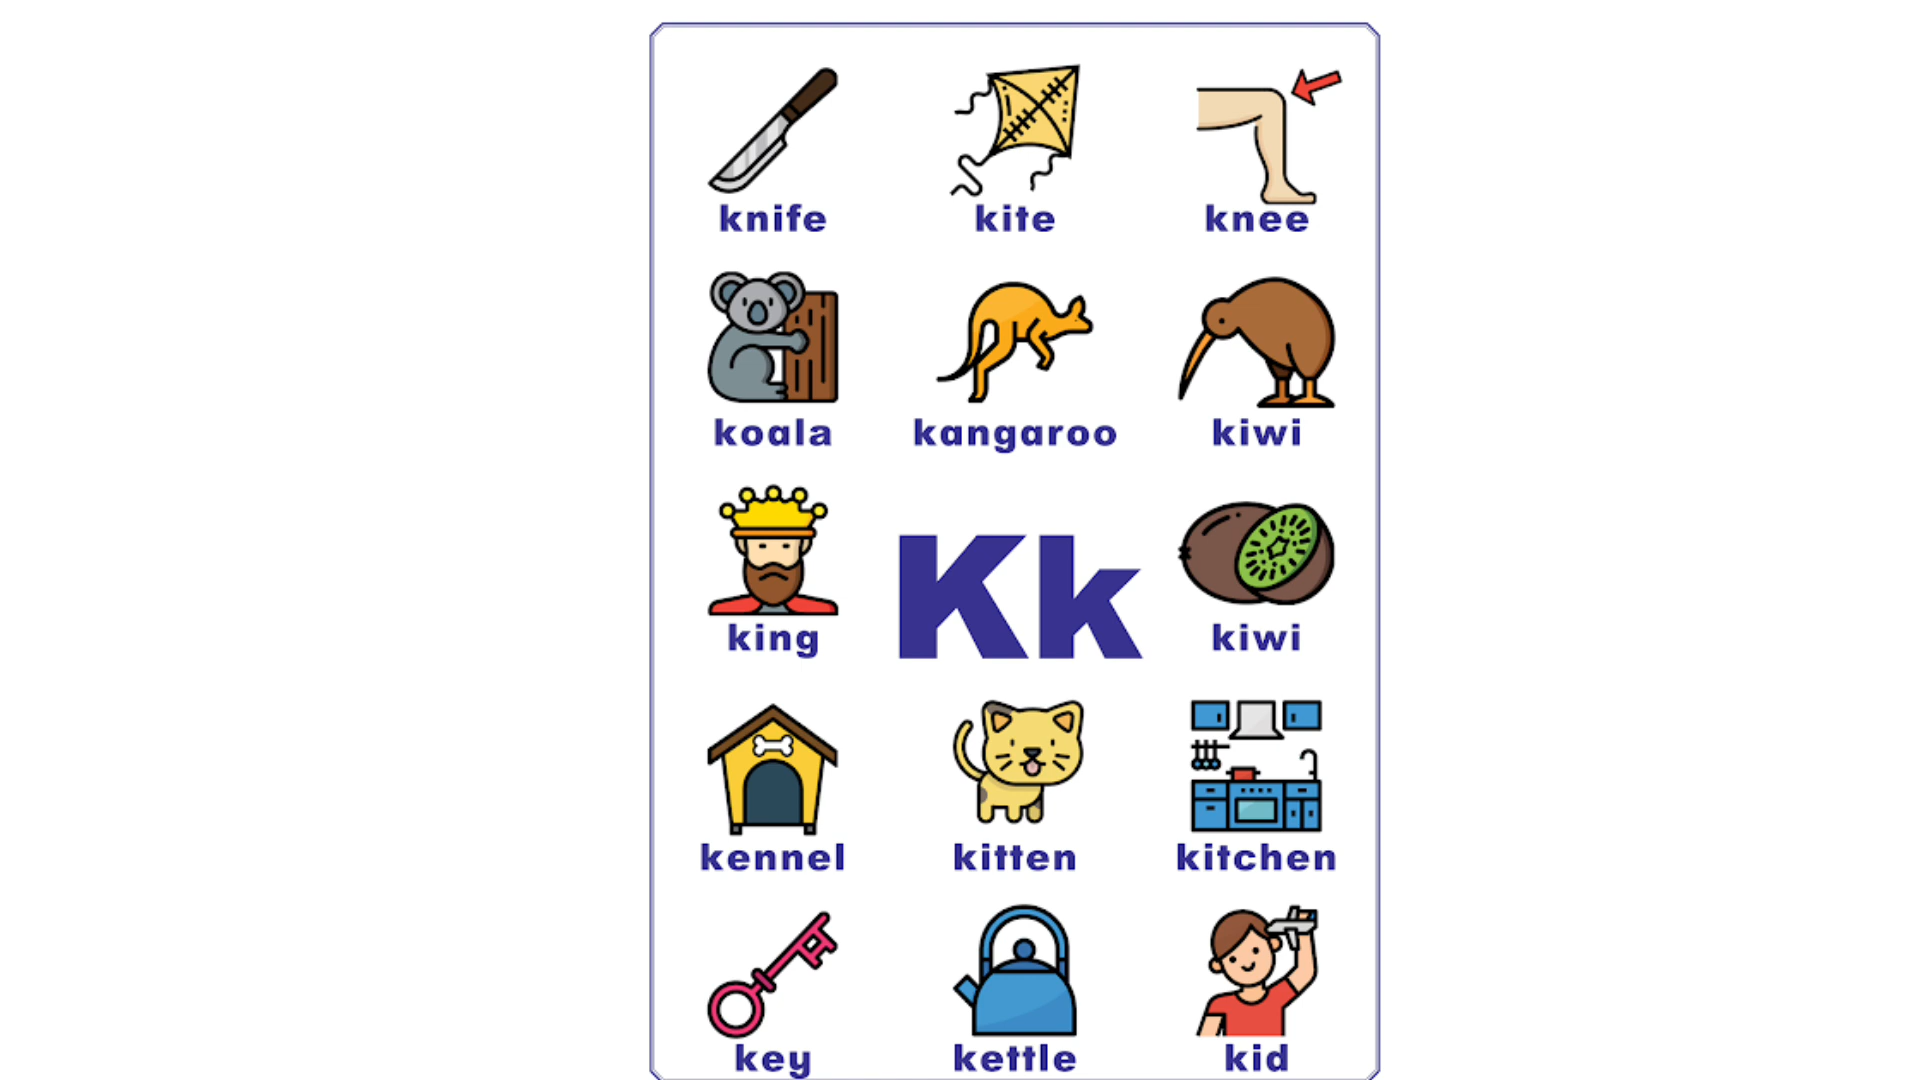 knife kite knee
koala kangaroo kiwi
king Kk kiwi
kennel kitten kitchen
key kettle kid